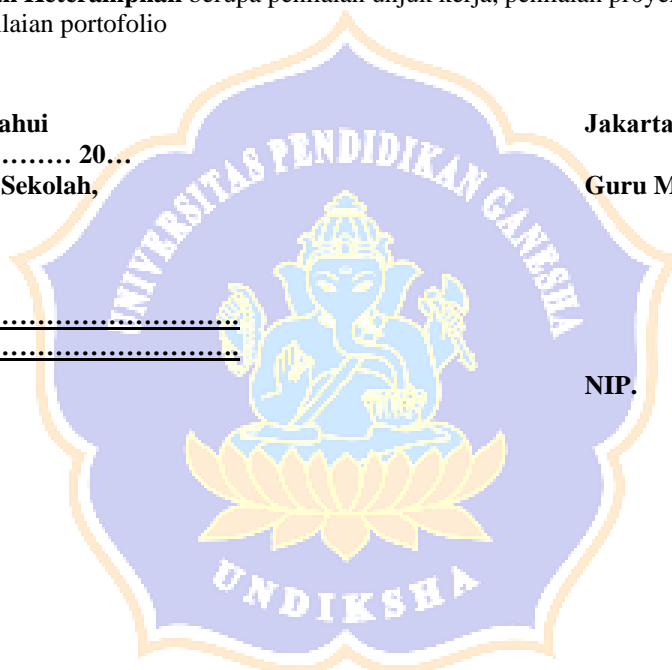 Keterampilan berupa penilaian unjuk kerja, penilaian proye
laian portofolio
ahui Jakarta
........ 20…
Sekolah, Guru M
UNIVERSITAS PENDIDIKAN GANESHA
NIP.
UNDIKSHA